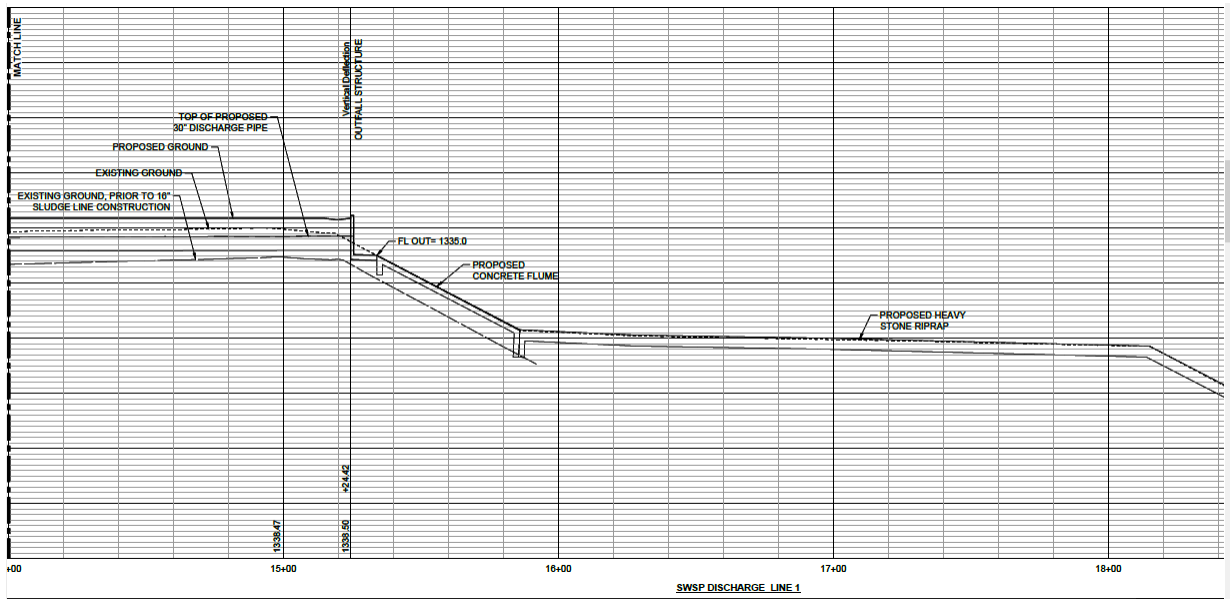 MATCH LINE
Vertical Deflection
OUTFALL STRUCTURE
TOP OF PROPOSED
30" DISCHARGE PIPE
PROPOSED GROUND
EXISTING GROUND
EXISTING GROUND, PRIOR TO 16"
SLUDGE LINE CONSTRUCTION
FL OUT= 1335.0
PROPOSED
CONCRETE FLUME
PROPOSED HEAVY
STONE RIPRAP
1338.47
+24.42
1338.50
+00
15+00
16+00
17+00
18+00
SWSP DISCHARGE LINE 1